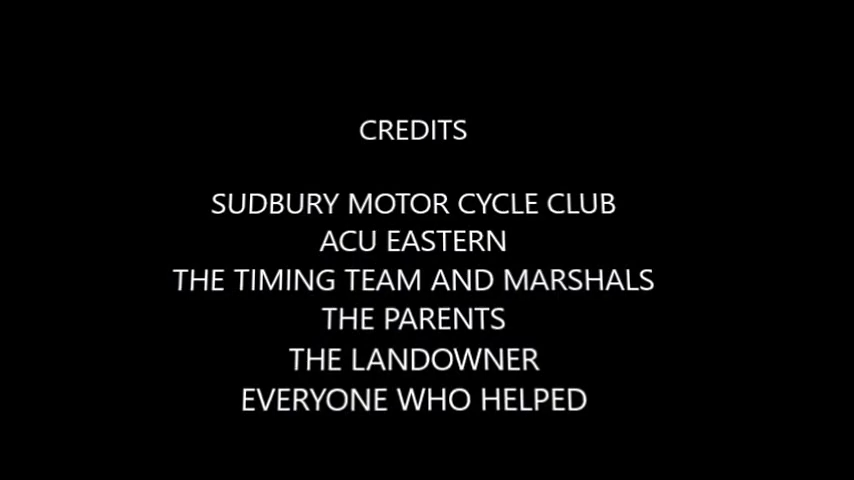 CREDITS
SUDBURY MOTOR CYCLE CLUB
ACU EASTERN
THE TIMING TEAM AND MARSHALS
THE PARENTS
THE LANDOWNER
EVERYONE WHO HELPED